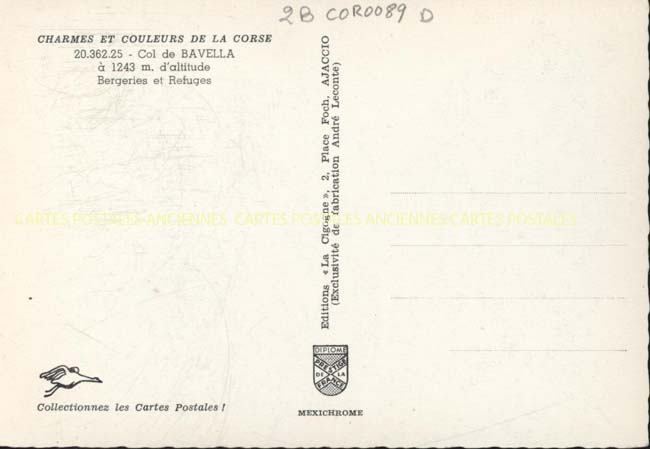 2B COR0089 D
CHARMES ET COULEURS DE LA CORSE
20.362.25 - Col de BAVELLA
à 1243 m. d'altitude
Bergeries et Refuges
Editions « La Cigogne », 2, Place Foch, AJACCIO
(Exclusivité de fabrication André Leconte)
CARTES POSTALES ANCIENNES CARTES POSTALES ANCIENNES CARTES POSTALES
DIPLOME
PRESTIGE
DE LA
FRANCE
Collectionnez les Cartes Postales !
MEXICHROME